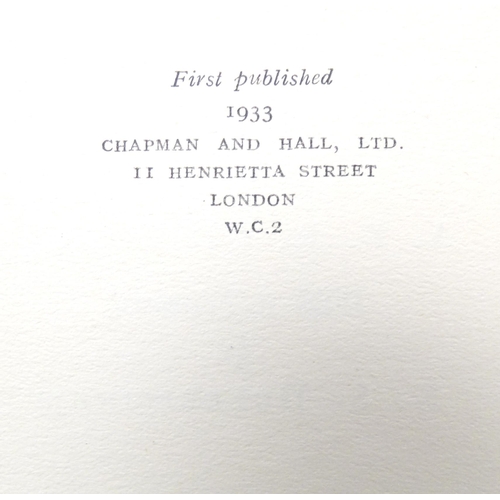 First published
1933
CHAPMAN AND HALL, LTD.
11 HENRIETTA STREET
LONDON
W.C.2